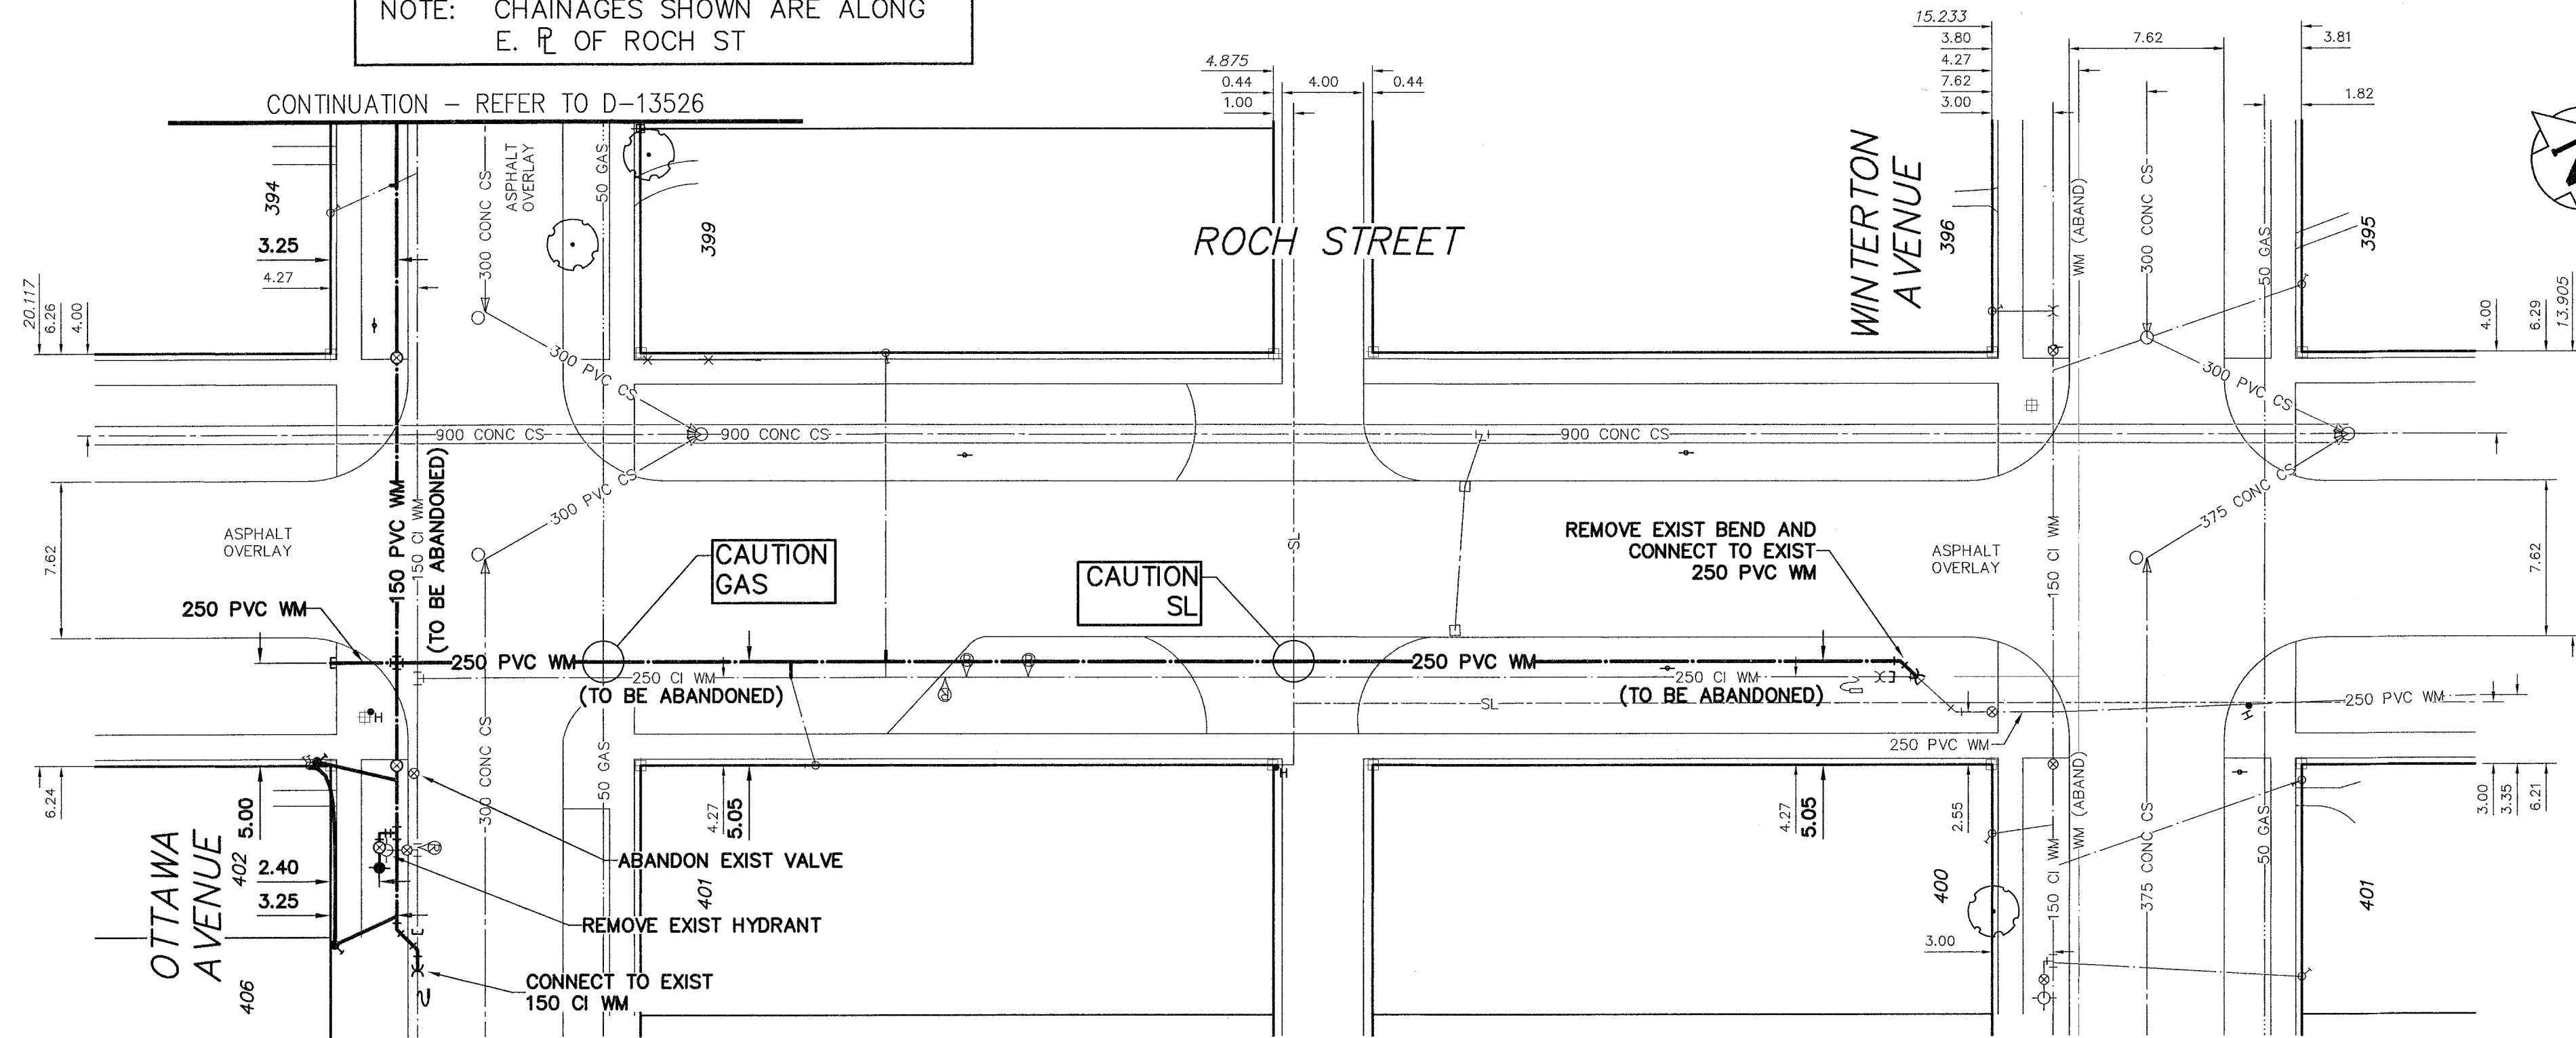 NOTE: CHAINAGES SHOWN ARE ALONG
E. ℞ OF ROCH ST
CONTINUATION - REFER TO D-13526
15.233
3.80
4.27
7.62
3.00
7.62
3.81
1.82
4.875
0.44
1.00
4.00
0.44
394
3.25
4.27
300 CONC CS
ASPHALT
OVERLAY
50 GAS
399
ROCH STREET
WINTERTON
AVENUE
396
WM (ABAND)
300 CONC CS
50 GAS
395
20.117
6.26
4.00
4.00
6.29
13.905
300 PVC CS
300 PVC CS
900 CONC CS
900 CONC CS
900 CONC CS
300 PVC CS
375 CONC CS
7.62
ASPHALT
OVERLAY
150 PVC WM
150 CI WM
(TO BE ABANDONED)
CAUTION
GAS
CAUTION
SL
SL
REMOVE EXIST BEND AND
CONNECT TO EXIST
250 PVC WM
ASPHALT
OVERLAY
150 CI WM
7.62
250 PVC WM
250 PVC WM
250 CI WM
(TO BE ABANDONED)
250 PVC WM
250 CI WM
(TO BE ABANDONED)
SL
250 PVC WM
250 PVC WM
H
H
H
6.24
5.00
300 CONC CS
50 GAS
4.27
5.05
4.27
5.05
2.55
WM (ABAND)
3.00
3.35
6.21
OTTAWA
AVENUE
402
2.40
3.25
406
ABANDON EXIST VALVE
401
REMOVE EXIST HYDRANT
CONNECT TO EXIST
150 CI WM
400
3.00
150 CI WM
375 CONC CS
50 GAS
401